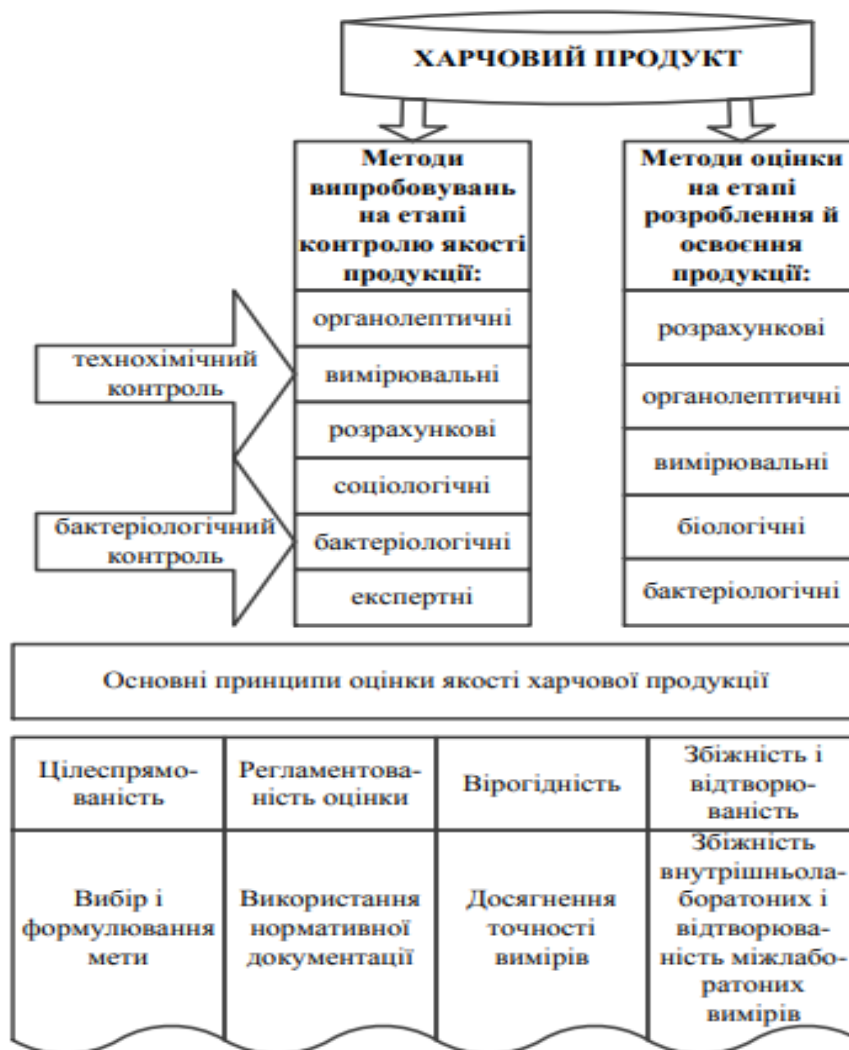 ХАРЧОВИЙ ПРОДУКТ
Методи
випробовувань
на етапі
контролю якості
продукції:
органолептичні
вимірювальні
розрахункові
соціологічні
бактеріологічні
експертні
технохімічний
контроль
бактеріологічний
контроль
Методи оцінки
на етапі
розроблення й
освоєння
продукції:
розрахункові
органолептичні
вимірювальні
біологічні
бактеріологічні
Основні принципи оцінки якості харчової продукції
Цілеспрямо-
ваність
Регламентова-
ність оцінки
Вірогідність
Збіжність і
відтворю-
ваність
Вибір і
формулювання
мети
Використання
нормативної
документації
Досягнення
точності
вимірів
Збіжність
внутрішньола-
боратоних і
відтворюва-
ність міжлабо-
ратоних
вимірів